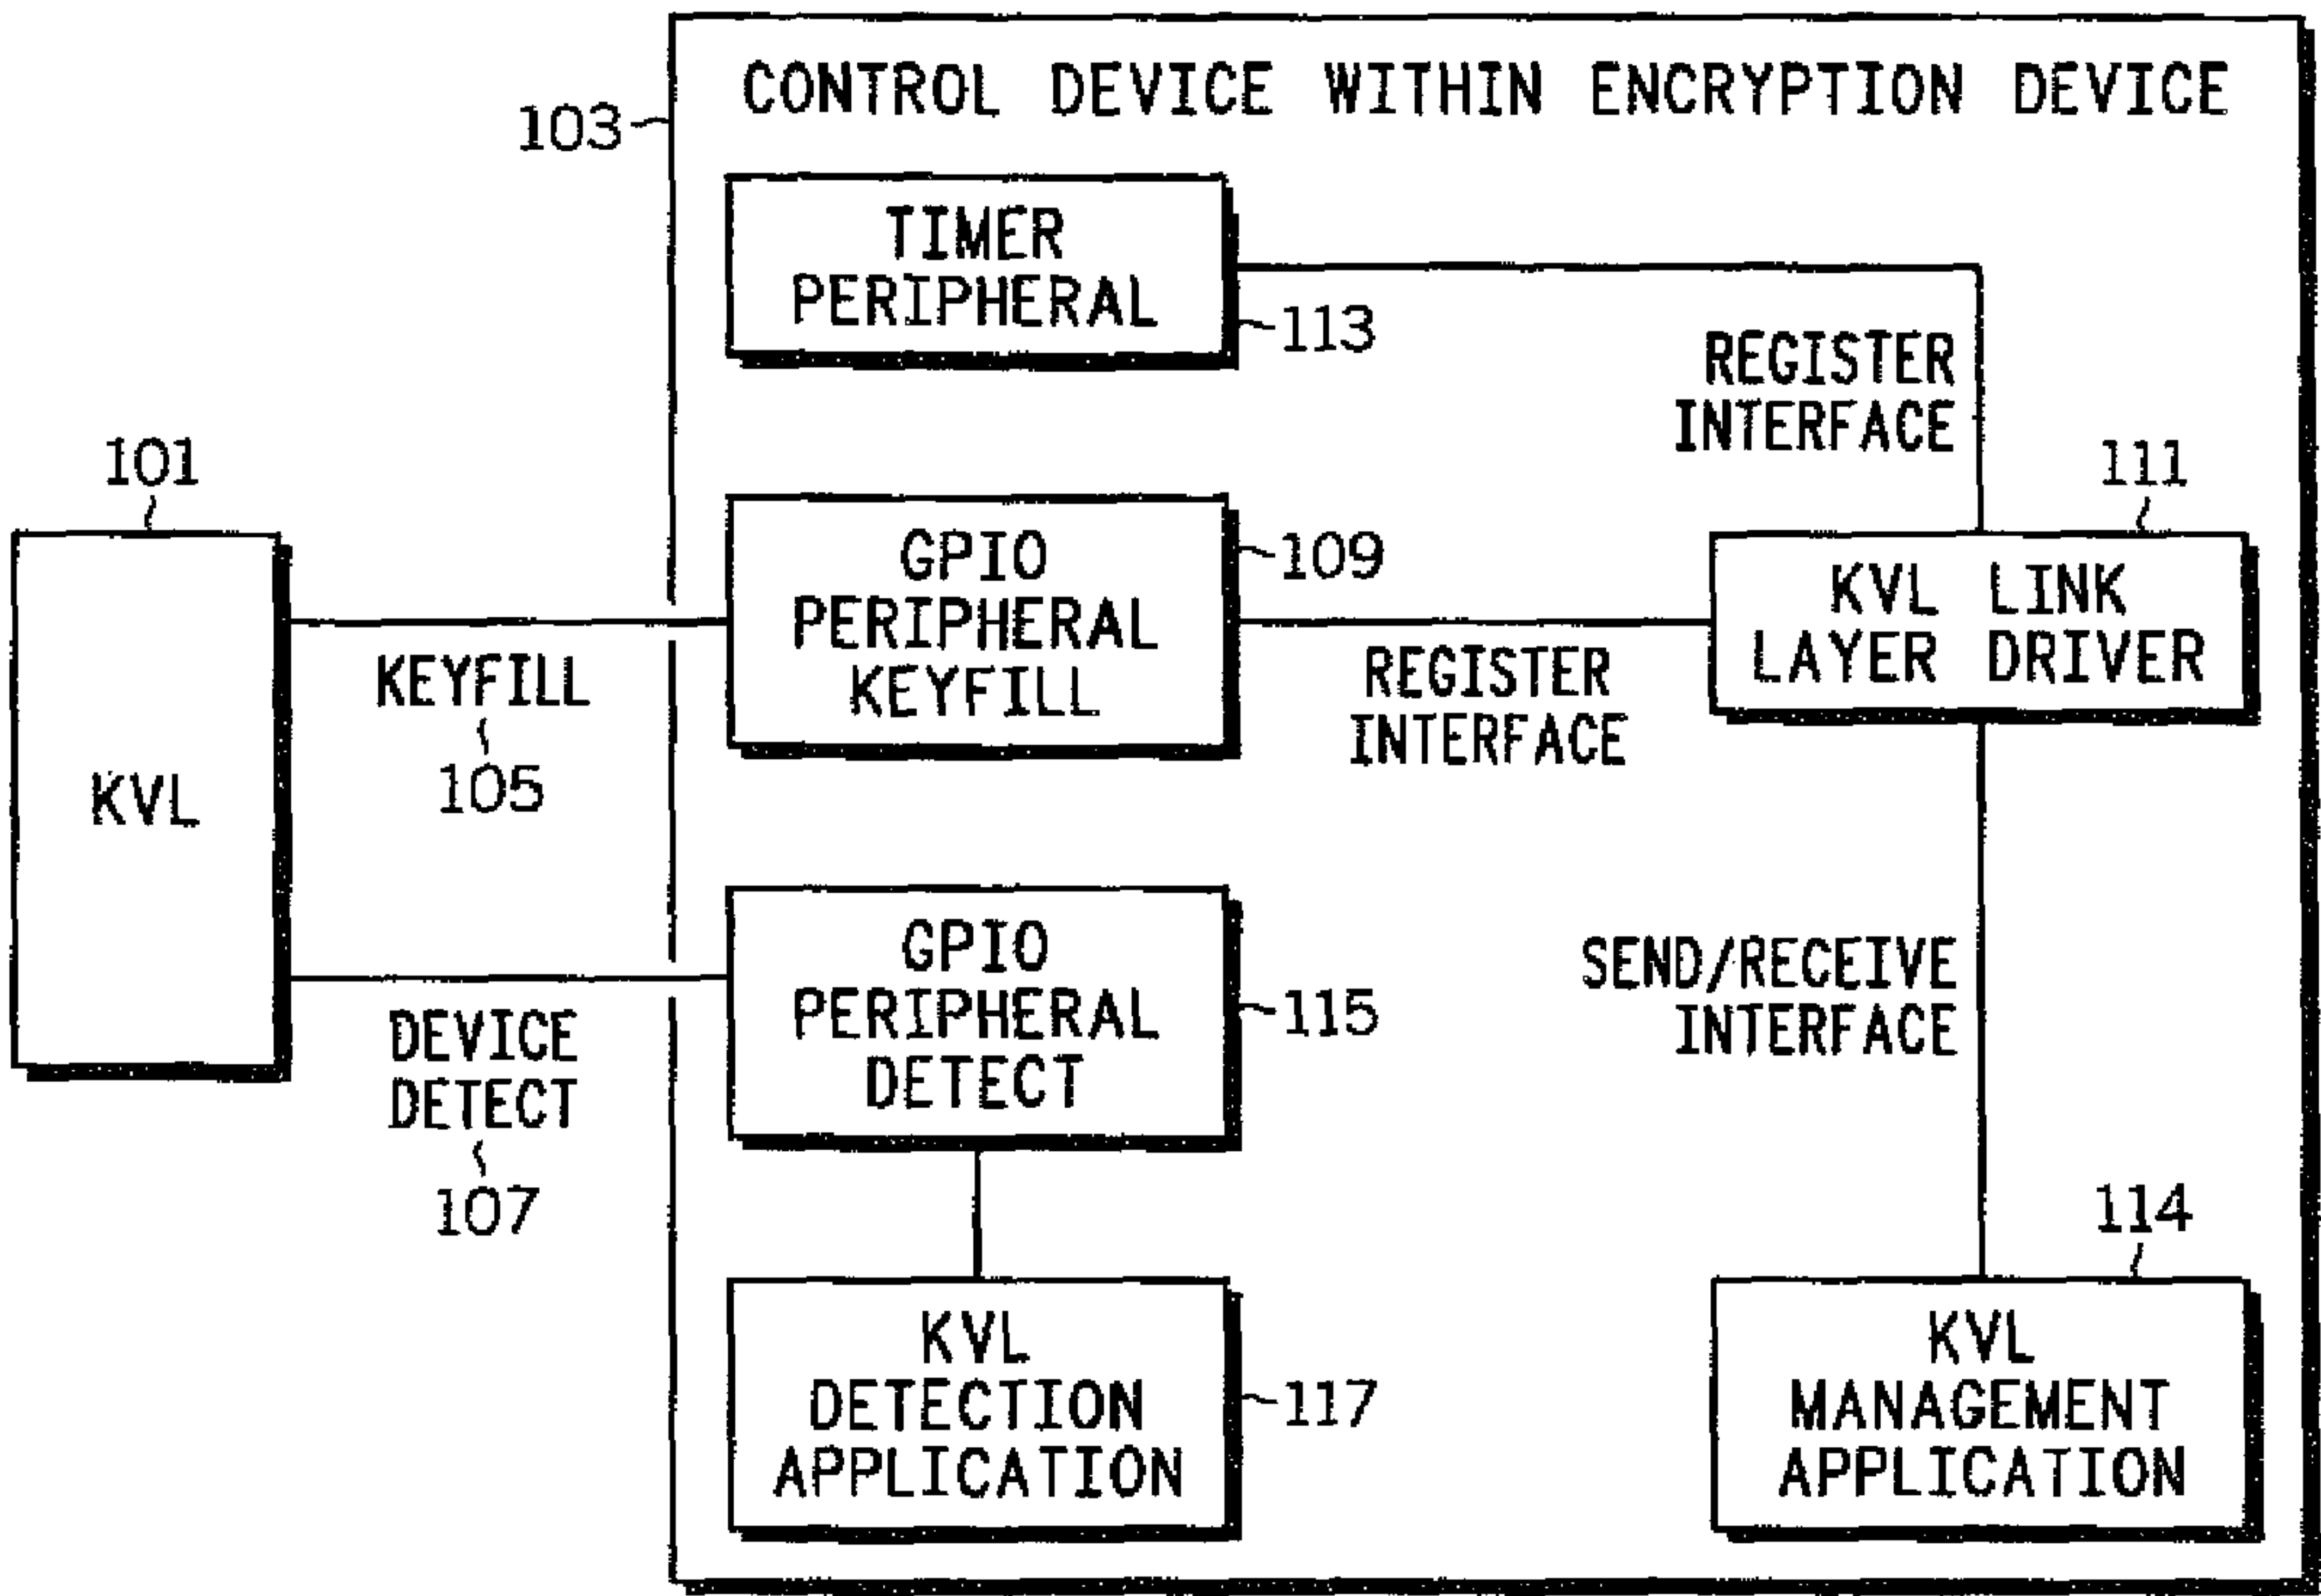 CONTROL DEVICE WITHIN ENCRYPTION DEVICE
103
TIMER
PERIPHERAL
113
REGISTER
INTERFACE
101
KVL
KEYFILL
105
GPIO
PERIPHERAL
KEYFILL
109
REGISTER
INTERFACE
111
KVL LINK
LAYER DRIVER
DEVICE
DETECT
107
GPIO
PERIPHERAL
DETECT
115
SEND/RECEIVE
INTERFACE
KVL
DETECTION
APPLICATION
117
114
KVL
MANAGEMENT
APPLICATION